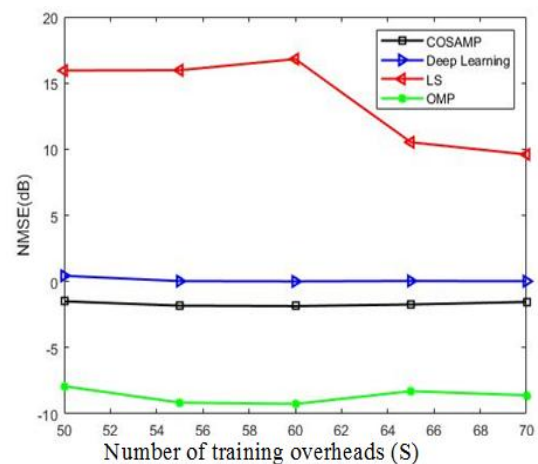 20
15
10
5
0
-5
-10
NMSE(dB)
COSAMP
Deep Learning
LS
OMP
50 52 54 56 58 60 62 64 66 68 70
Number of training overheads (S)